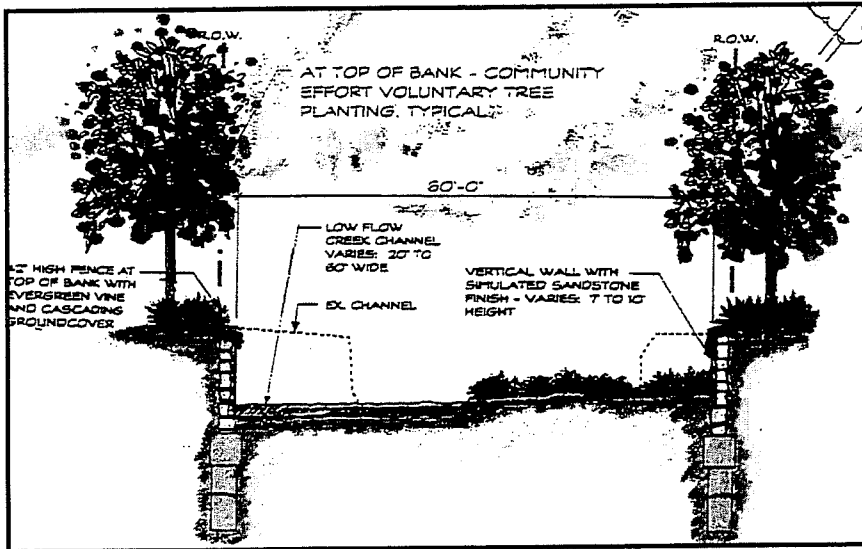 R.O.W.
R.O.W.
AT TOP OF BANK - COMMUNITY
EFFORT VOLUNTARY TREE
PLANTING, TYPICAL
60'-0"
LOW FLOW
CREEK CHANNEL
VARIES: 20' TO
60' WIDE
EX. CHANNEL
42" HIGH FENCE AT
TOP OF BANK WITH
EVERGREEN VINE
AND CASCADING
GROUNDCOVER
VERTICAL WALL WITH
SIMULATED SANDSTONE
FINISH - VARIES: 7' TO 10'
HEIGHT